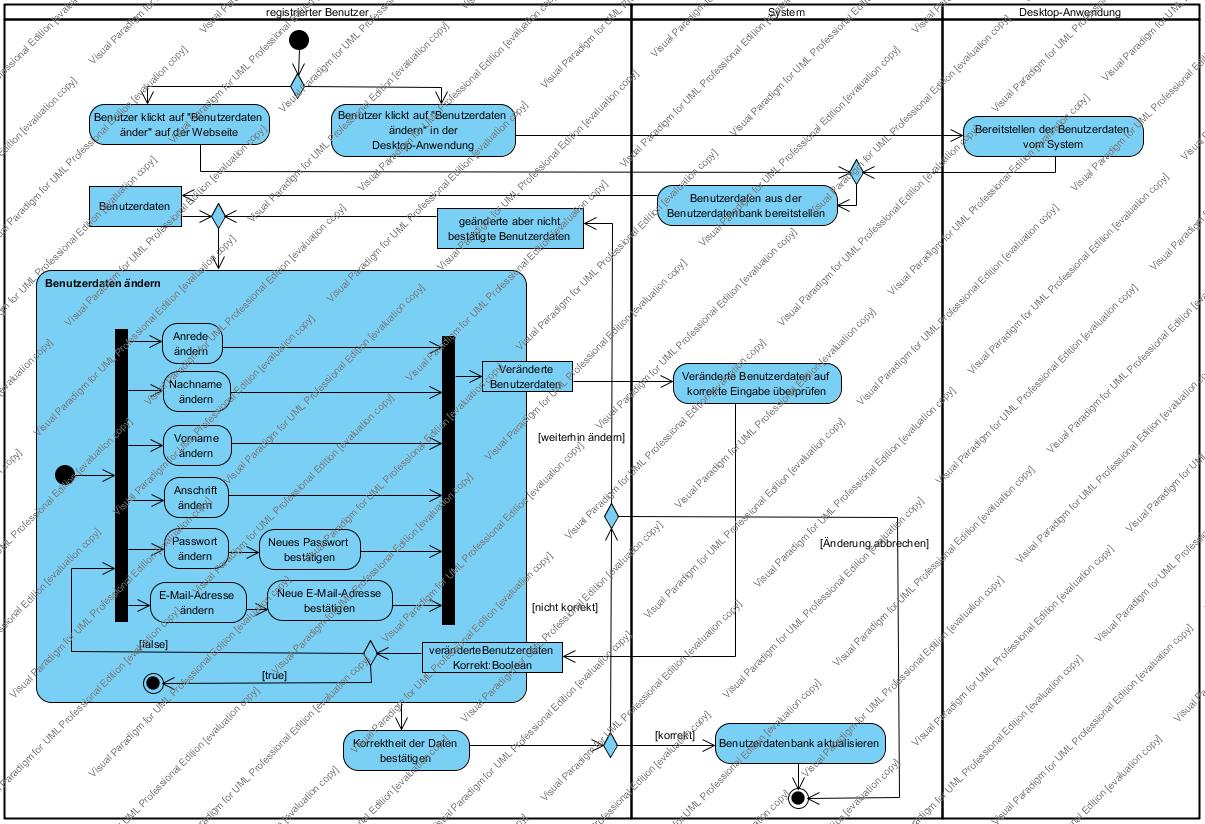 registrierter Benutzer
System
Desktop-Anwendung
Benutzer klickt auf "Benutzerdaten
änder" auf der Webseite
Benutzer klickt auf "Benutzerdaten
ändern" in der
Desktop-Anwendung
Bereitstellen der Benutzerdaten
vom System
Benutzerdaten
Benutzerdaten aus der
Benutzerdatenbank bereitstellen
geänderte aber nicht
bestätigte Benutzerdaten
Benutzerdaten ändern
Anrede
ändern
Nachname
ändern
Vorname
ändern
Anschrift
ändern
Passwort
ändern
Neues Passwort
bestätigen
E-Mail-Adresse
ändern
Neue E-Mail-Adresse
bestätigen
Veränderte
Benutzerdaten
Veränderte Benutzerdaten auf
korrekte Eingabe überprüfen
[weiterhin ändern]
[Änderung abbrechen]
[nicht korrekt]
[false]
veränderteBenutzerdaten
Korrekt:Boolean
[true]
Korrektheit der Daten
bestätigen
[korrekt]
Benutzerdatenbank aktualisieren
Visual Paradigm for UML Professional Edition [evaluation copy]